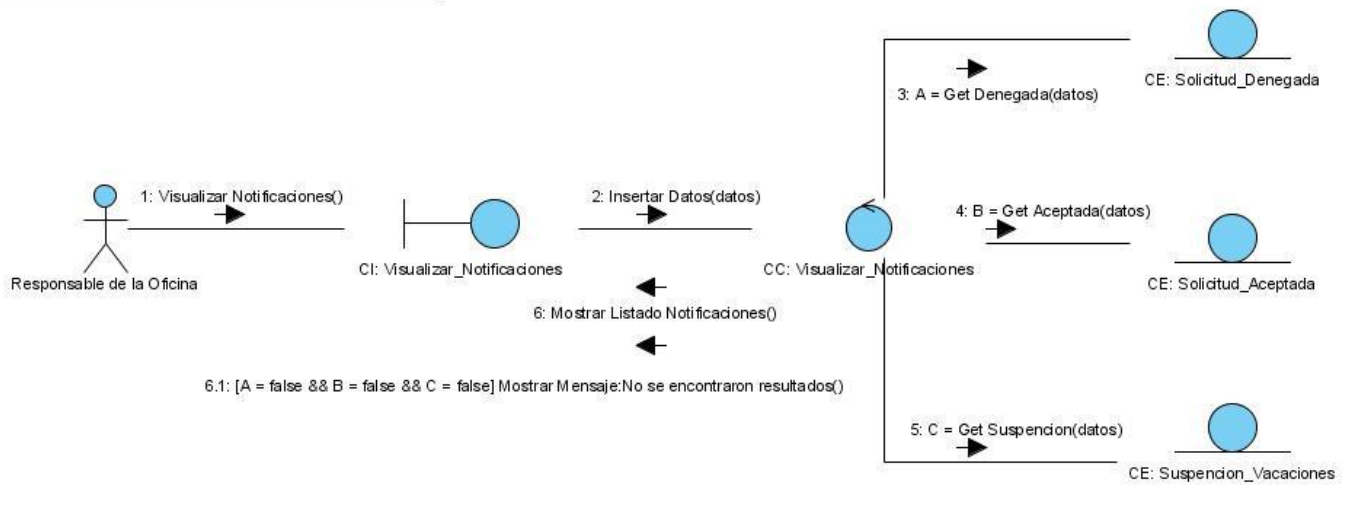 3: A = Get Denegada(datos)
CE: Solicitud_Denegada
1: Visualizar Notificaciones()
2: Insertar Datos(datos)
4: B = Get Aceptada(datos)
Responsable de la Oficina
CI: Visualizar_Notificaciones
CC: Visualizar_Notificaciones
CE: Solicitud_Aceptada
6: Mostrar Listado Notificaciones()
6.1: [A = false && B = false && C = false] Mostrar Mensaje:No se encontraron resultados()
5: C = Get Suspencion(datos)
CE: Suspencion_Vacaciones